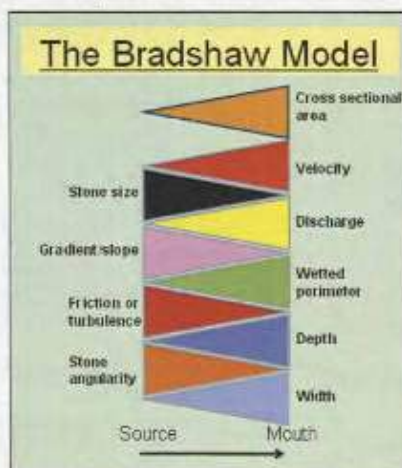 The Bradshaw Model
Cross sectional
area
Velocity
Stone size
Discharge
Gradient/slope
Wetted
perimeter
Friction or
turbulence
Depth
Stone
angularity
Width
Source
Mouth